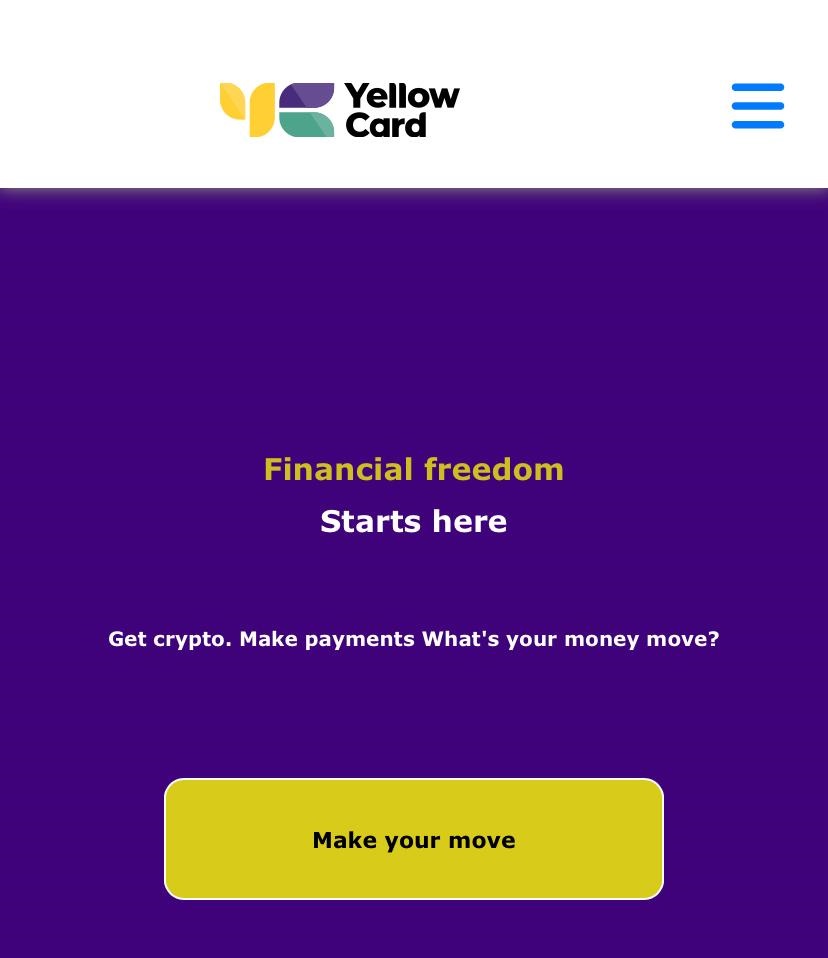 Yellow
Card
Financial freedom
Starts here
Get crypto. Make payments What's your money move?
Make your move